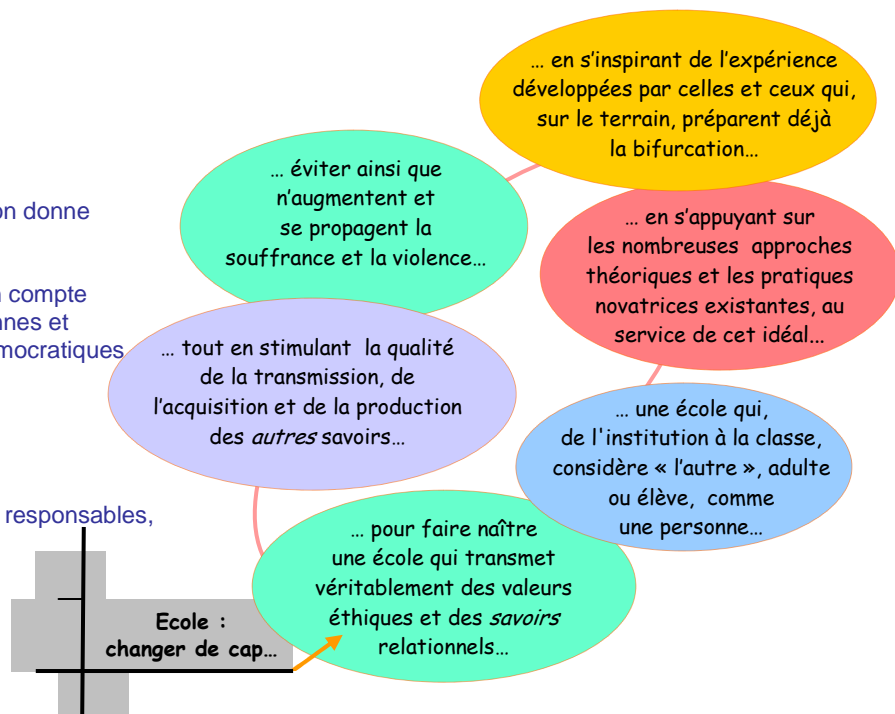 on donne
compte
nnes et
mocratiques
responsables,
Ecole :
changer de cap…
… pour faire naître
une école qui transmet
véritablement des valeurs
éthiques et des savoirs
relationnels…
… tout en stimulant la qualité
de la transmission, de
l’acquisition et de la production
des autres savoirs…
… éviter ainsi que
n’augmentent et
se propagent la
souffrance et la violence…
… en s’inspirant de l’expérience
développées par celles et ceux qui,
sur le terrain, préparent déjà
la bifurcation…
… en s’appuyant sur
les nombreuses approches
théoriques et les pratiques
novatrices existantes, au
service de cet idéal...
… une école qui,
de l'institution à la classe,
considère « l’autre », adulte
ou élève, comme
une personne…